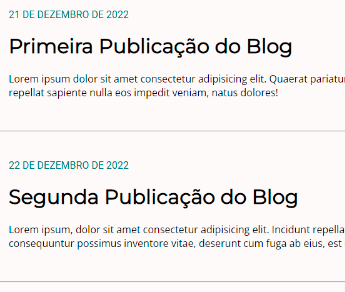 21 DE DEZEMBRO DE 2022
Primeira Publicação do Blog
Lorem ipsum dolor sit amet consectetur adipisicing elit. Quaerat pariatu
repellat sapiente nulla eos impedit veniam, natus dolores!
22 DE DEZEMBRO DE 2022
Segunda Publicação do Blog
Lorem ipsum, dolor sit amet consectetur adipisicing elit. Incidunt repella
consequuntur possimus inventore vitae, deserunt cum fuga ab eius, est